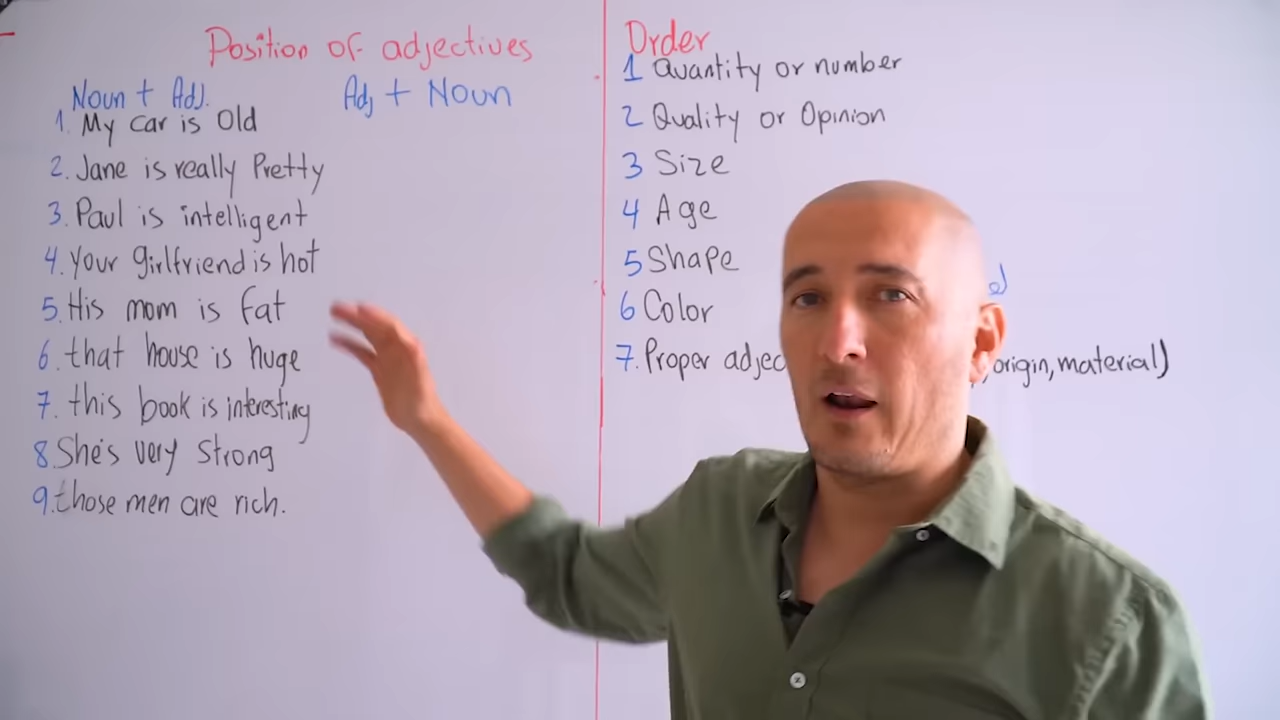 Position of adjectives
Noun + Adj.
Adj + Noun
1. My car is Old
2. Jane is really Pretty
3. Paul is intelligent
4. Your Girlfriend is hot
5. His mom is fat
6. that house is huge
7. this book is interesting
8. She's very Strong
9. those men are rich.
Order
1 Quantity or number
2 Quality or Opinion
3 Size
4 Age
5 Shape
6 Color
7. Proper adjec , origin, material)